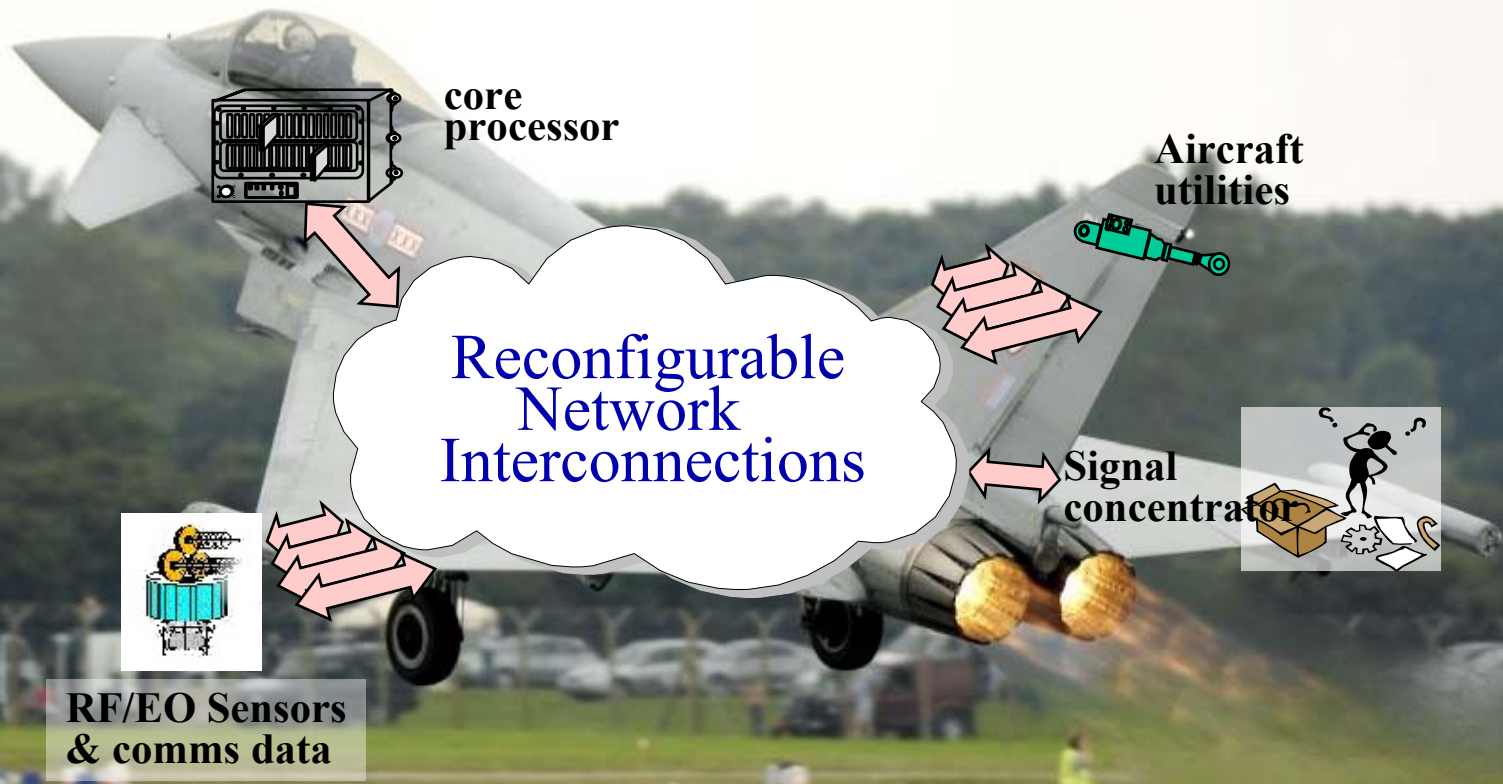 core
processor
Aircraft
utilities
Reconfigurable
Network
Interconnections
Signal
concentrator
RF/EO Sensors
& comms data